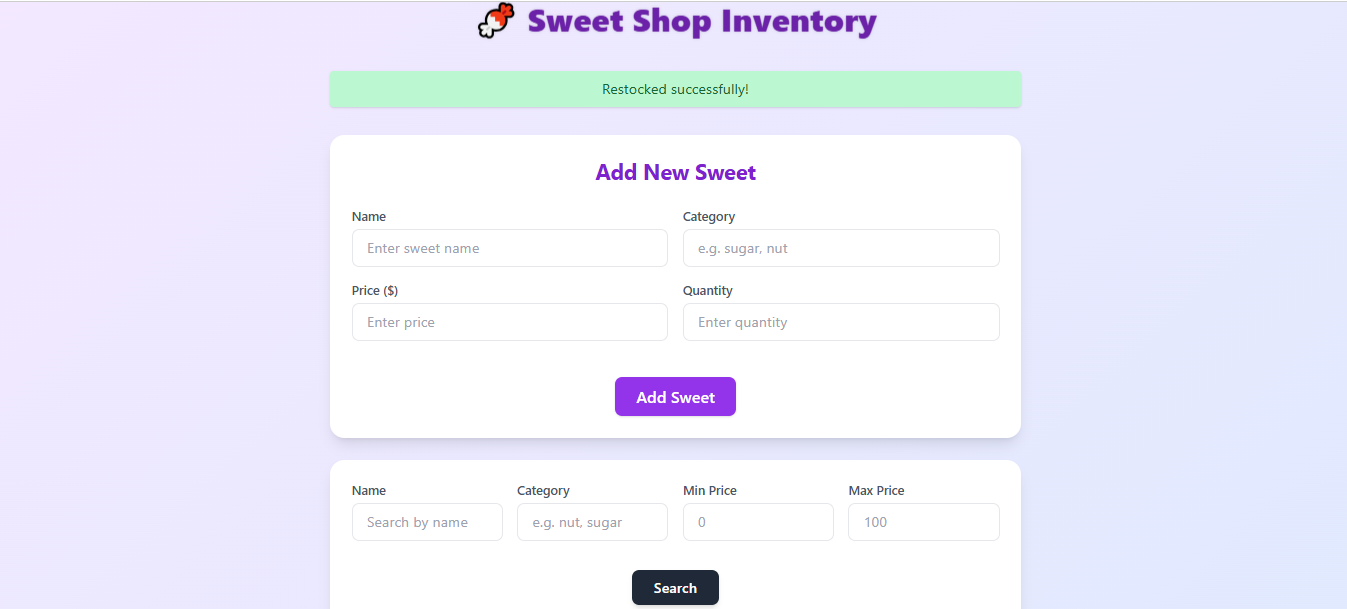 Sweet Shop Inventory
Restocked successfully!
Add New Sweet
Name Category
Enter sweet name e.g. sugar, nut
Price ($) Quantity
Enter price Enter quantity
Add Sweet
Name Category Min Price Max Price
Search by name e.g. nut, sugar 0 100
Search